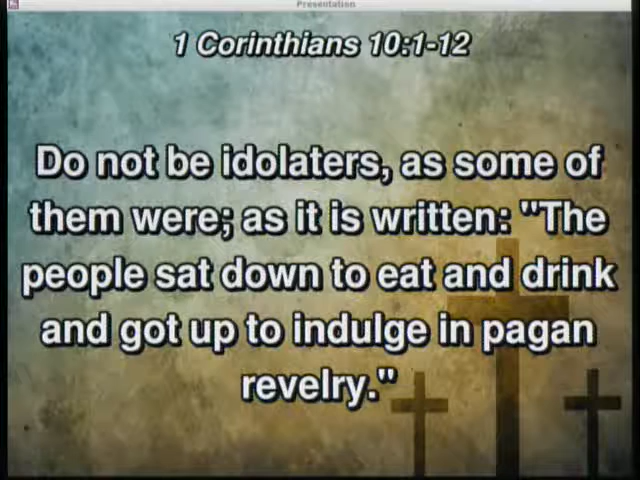 Presentation
1 Corinthians 10:1-12
Do not be idolaters, as some of
them were; as it is written: "The
people sat down to eat and drink
and got up to indulge in pagan
revelry."